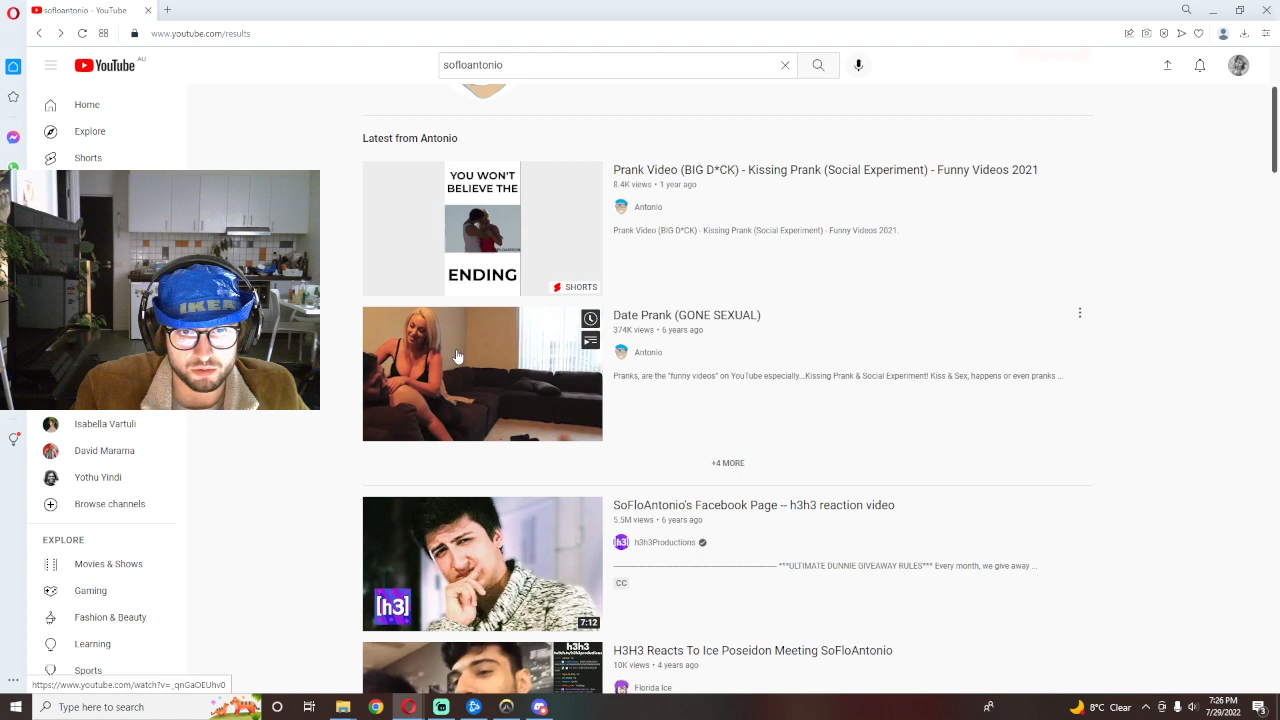 sofloantonio - YouTube
www.youtube.com/results
YouTube AU
sofloantonio
Home
Explore
Shorts
Latest from Antonio
YOU WON'T
BELIEVE THE
ENDING
SHORTS
Prank Video (BIG D*CK) - Kissing Prank (Social Experiment) - Funny Videos 2021
8.4K views • 1 year ago
Antonio
Prank Video (BIG D*CK) - Kissing Prank (Social Experiment) - Funny Videos 2021.
Date Prank (GONE SEXUAL)
374K views • 6 years ago
Antonio
Pranks, are the "funny videos" on YouTube especially...Kissing Prank & Social Experiment! Kiss & Sex, happens or even pranks ...
IKEA
Isabella Vartuli
David Marama
Yothu Yindi
Browse channels
+4 MORE
EXPLORE
Movies & Shows
Gaming
Fashion & Beauty
Learning
Sports
SoFloAntonio's Facebook Page -- h3h3 reaction video
5.5M views • 6 years ago
h3h3Productions
***ULTIMATE DUNNIE GIVEAWAY RULES*** Every month, we give away ...
CC
[h3]
7:12
h3h3
H3H3 Reacts To Ice Poseidon Meeting SoFloAntonio
10K views • 4 years ago
Florida Ice
https://www.youtube.com/watch?v=_qnGaOEUhv0
Type here to search
8°C Clear
7:26 PM
7/29/2022